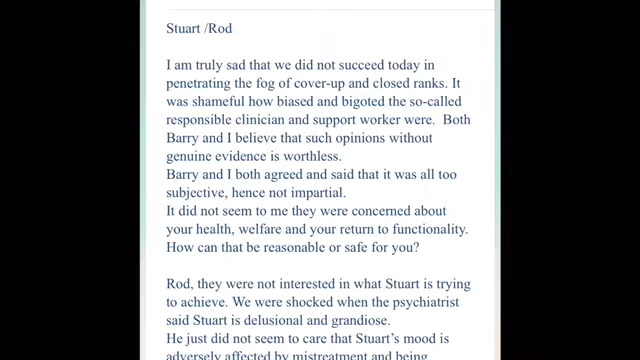 Stuart /Rod
I am truly sad that we did not succeed today in
penetrating the fog of cover-up and closed ranks. It
was shameful how biased and bigoted the so-called
responsible clinician and support worker were. Both
Barry and I believe that such opinions without
genuine evidence is worthless.
Barry and I both agreed and said that it was all too
subjective, hence not impartial.
It did not seem to me they were concerned about
your health, welfare and your return to functionality.
How can that be reasonable or safe for you?
Rod, they were not interested in what Stuart is trying
to achieve. We were shocked when the psychiatrist
said Stuart is delusional and grandiose.
He just did not seem to care that Stuart's mood is
adversely affected by mistreatment and being